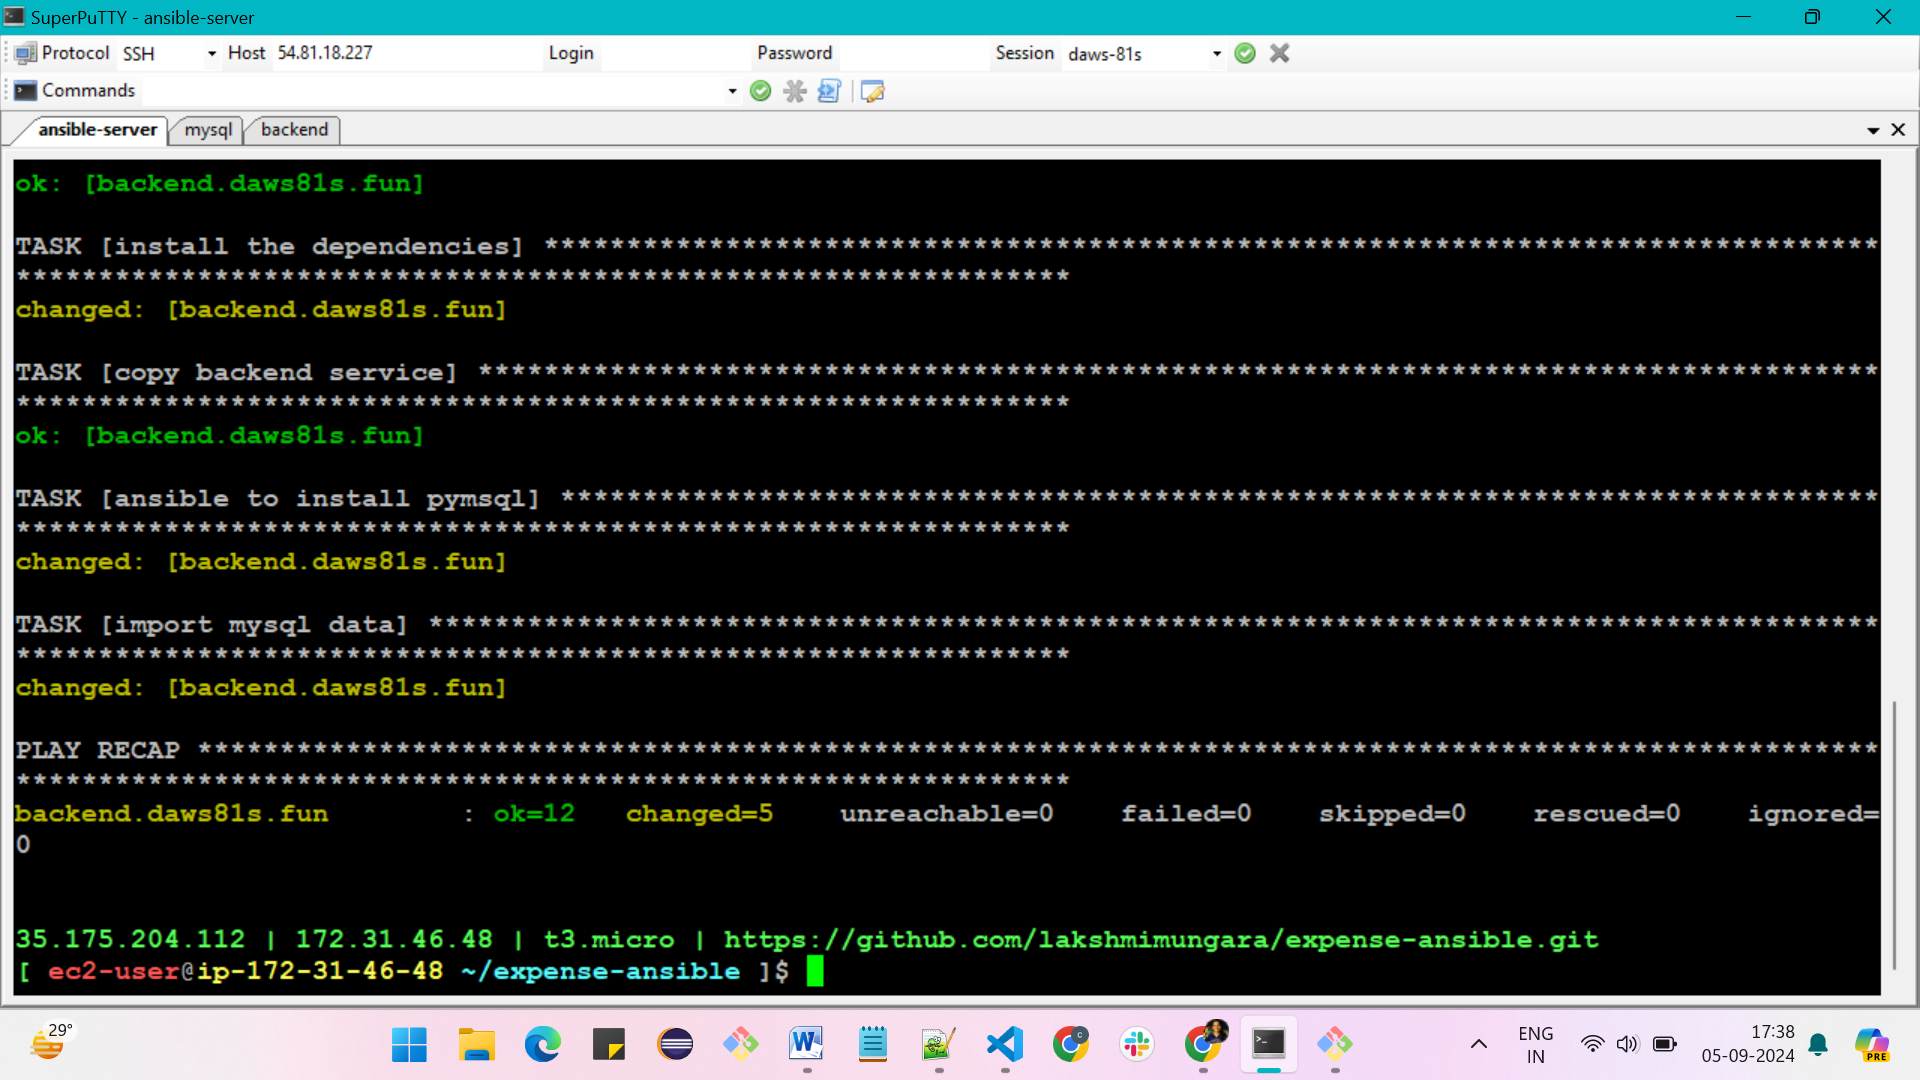 SuperPuTTY - ansible-server
Protocol SSH Host 54.81.18.227 Login Password Session daws-81s
Commands
ansible-server mysql backend
ok: [backend.daws81s.fun]
TASK [install the dependencies] *********************************************************************************
****************************************************************
changed: [backend.daws81s.fun]
TASK [copy backend service] *************************************************************************************
****************************************************************
ok: [backend.daws81s.fun]
TASK [ansible to install pymsql] ********************************************************************************
****************************************************************
changed: [backend.daws81s.fun]
TASK [import mysql data] ****************************************************************************************
****************************************************************
changed: [backend.daws81s.fun]
PLAY RECAP ******************************************************************************************************
****************************************************************
backend.daws81s.fun : ok=12 changed=5 unreachable=0 failed=0 skipped=0 rescued=0 ignored=
0
35.175.204.112 | 172.31.46.48 | t3.micro | https://github.com/lakshmimungara/expense-ansible.git
[ ec2-user@ip-172-31-46-48 ~/expense-ansible ]$
29°
ENG
IN
17:38
05-09-2024
PRE